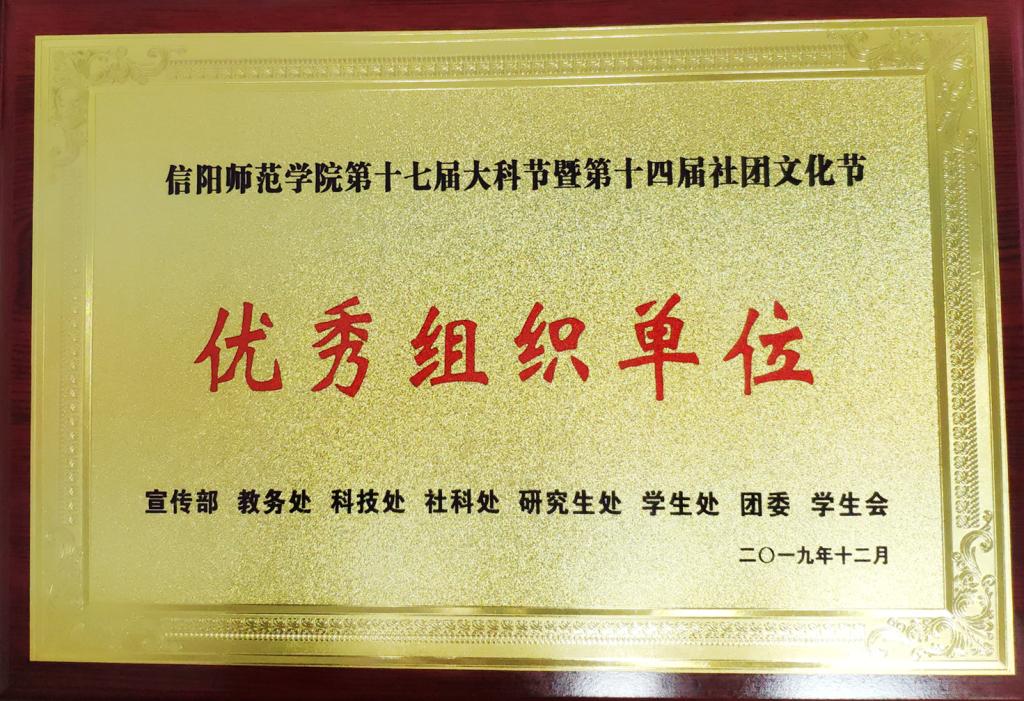 信阳师范学院第十七届大科节暨第十四届社团文化节
优秀组织单位
宣传部 教务处 科技处 社科处 研究生处 学生处 团委 学生会
二〇一九年十二月